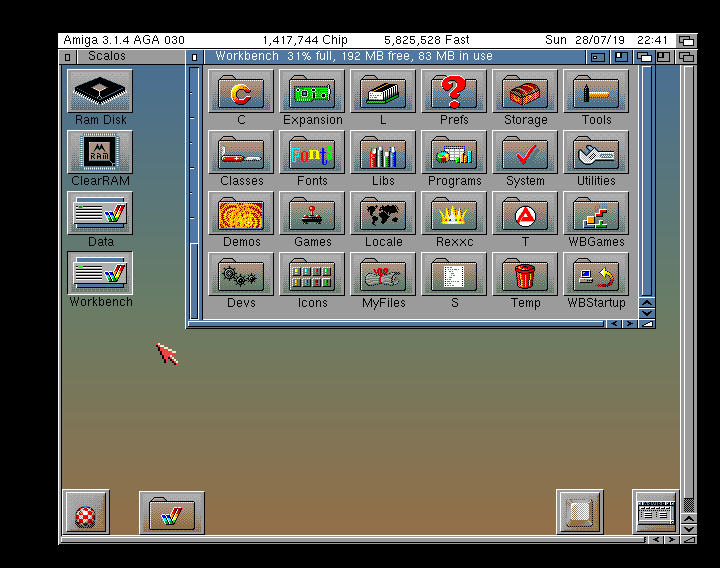 Amiga 3.1.4 AGA 030 1,417,744 Chip 5,825,528 Fast Sun 28/07/19 22:41
Scalos
Workbench 31% full, 192 MB free, 83 MB in use
Ram Disk
ClearRAM
Data
Workbench
C Expansion L Prefs Storage Tools
Classes Fonts Libs Programs System Utilities
Demos Games Locale Rexxc T WBGames
Devs Icons MyFiles S Temp WBStartup